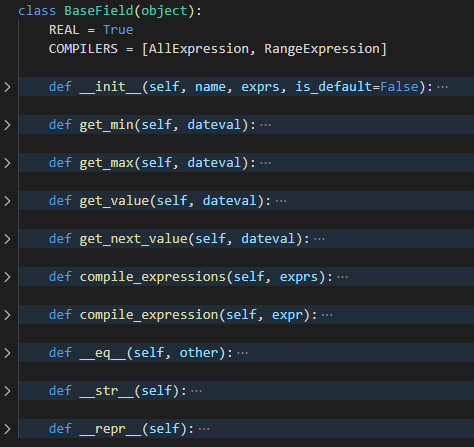 class BaseField(object):
    REAL = True
    COMPILERS = [AllExpression, RangeExpression]
    def __init__(self, name, exprs, is_default=False): ···
    def get_min(self, dateval): ···
    def get_max(self, dateval): ···
    def get_value(self, dateval): ···
    def get_next_value(self, dateval): ···
    def compile_expressions(self, exprs): ···
    def compile_expression(self, expr): ···
    def __eq__(self, other): ···
    def __str__(self): ···
    def __repr__(self): ···